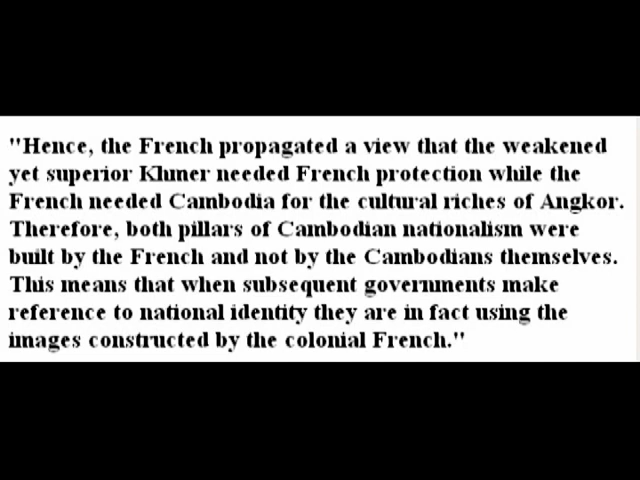 "Hence, the French propagated a view that the weakened
yet superior Khmer needed French protection while the
French needed Cambodia for the cultural riches of Angkor.
Therefore, both pillars of Cambodian nationalism were
built by the French and not by the Cambodians themselves.
This means that when subsequent governments make
reference to national identity they are in fact using the
images constructed by the colonial French."